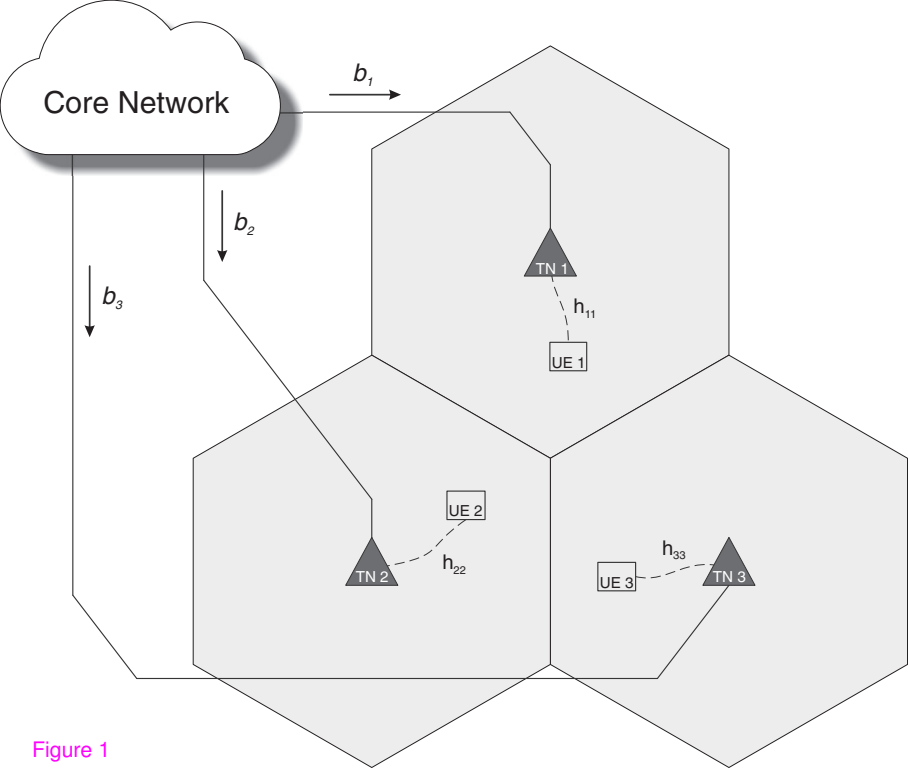 Core Network
b1
b2
b3
TN 1
h11
UE 1
UE 2
TN 2
h22
h33
UE 3
TN 3
Figure 1